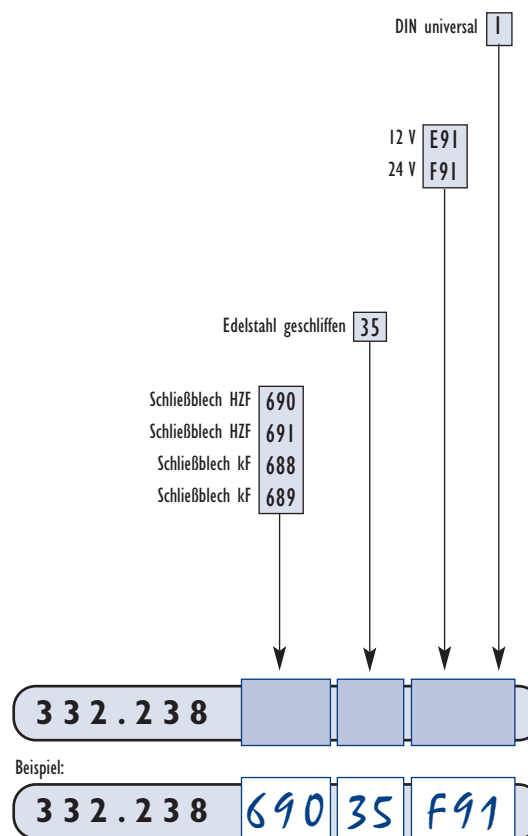 DIN universal 1
12 V E91
24 V F91
Edelstahl geschliffen 35
Schließblech HZF 690
Schließblech HZF 691
Schließblech kF 688
Schließblech kF 689
332.238
Beispiel:
332.238 690 35 F91